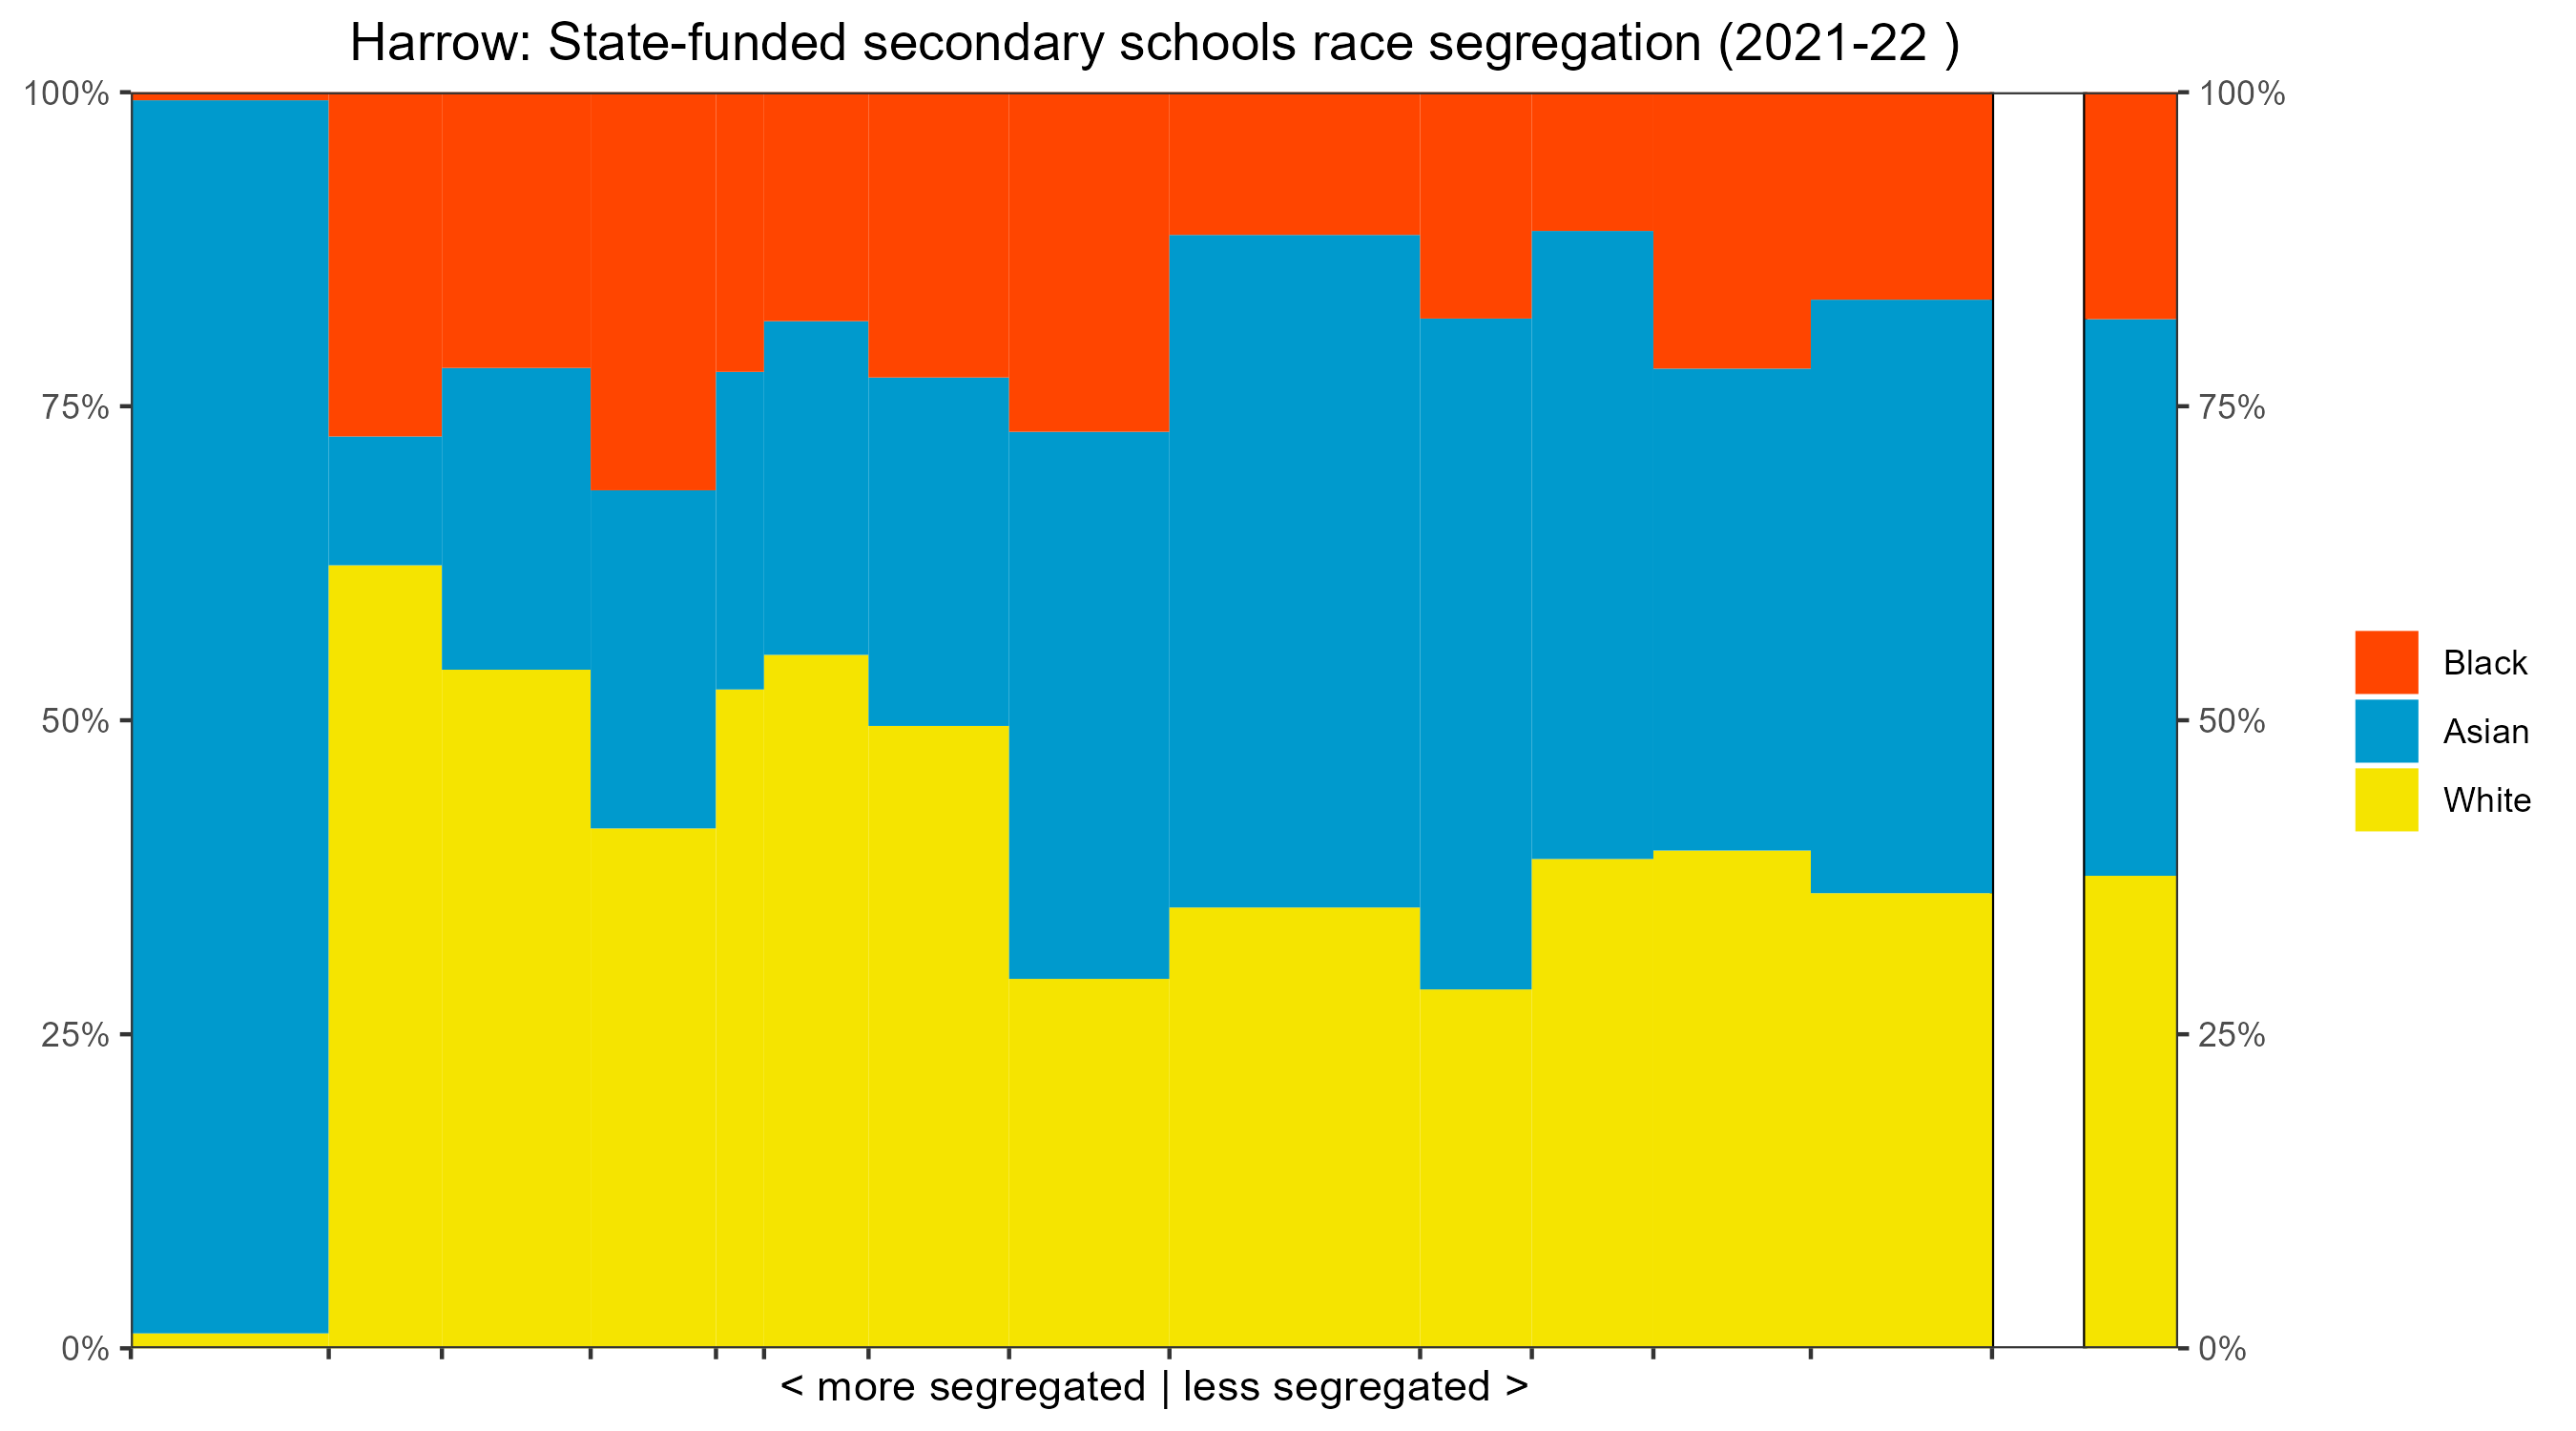 Harrow: State-funded secondary schools race segregation (2021-22 )
100%
75%
50%
25%
0%
100%
75%
50%
25%
0%
Black
Asian
White
< more segregated | less segregated >